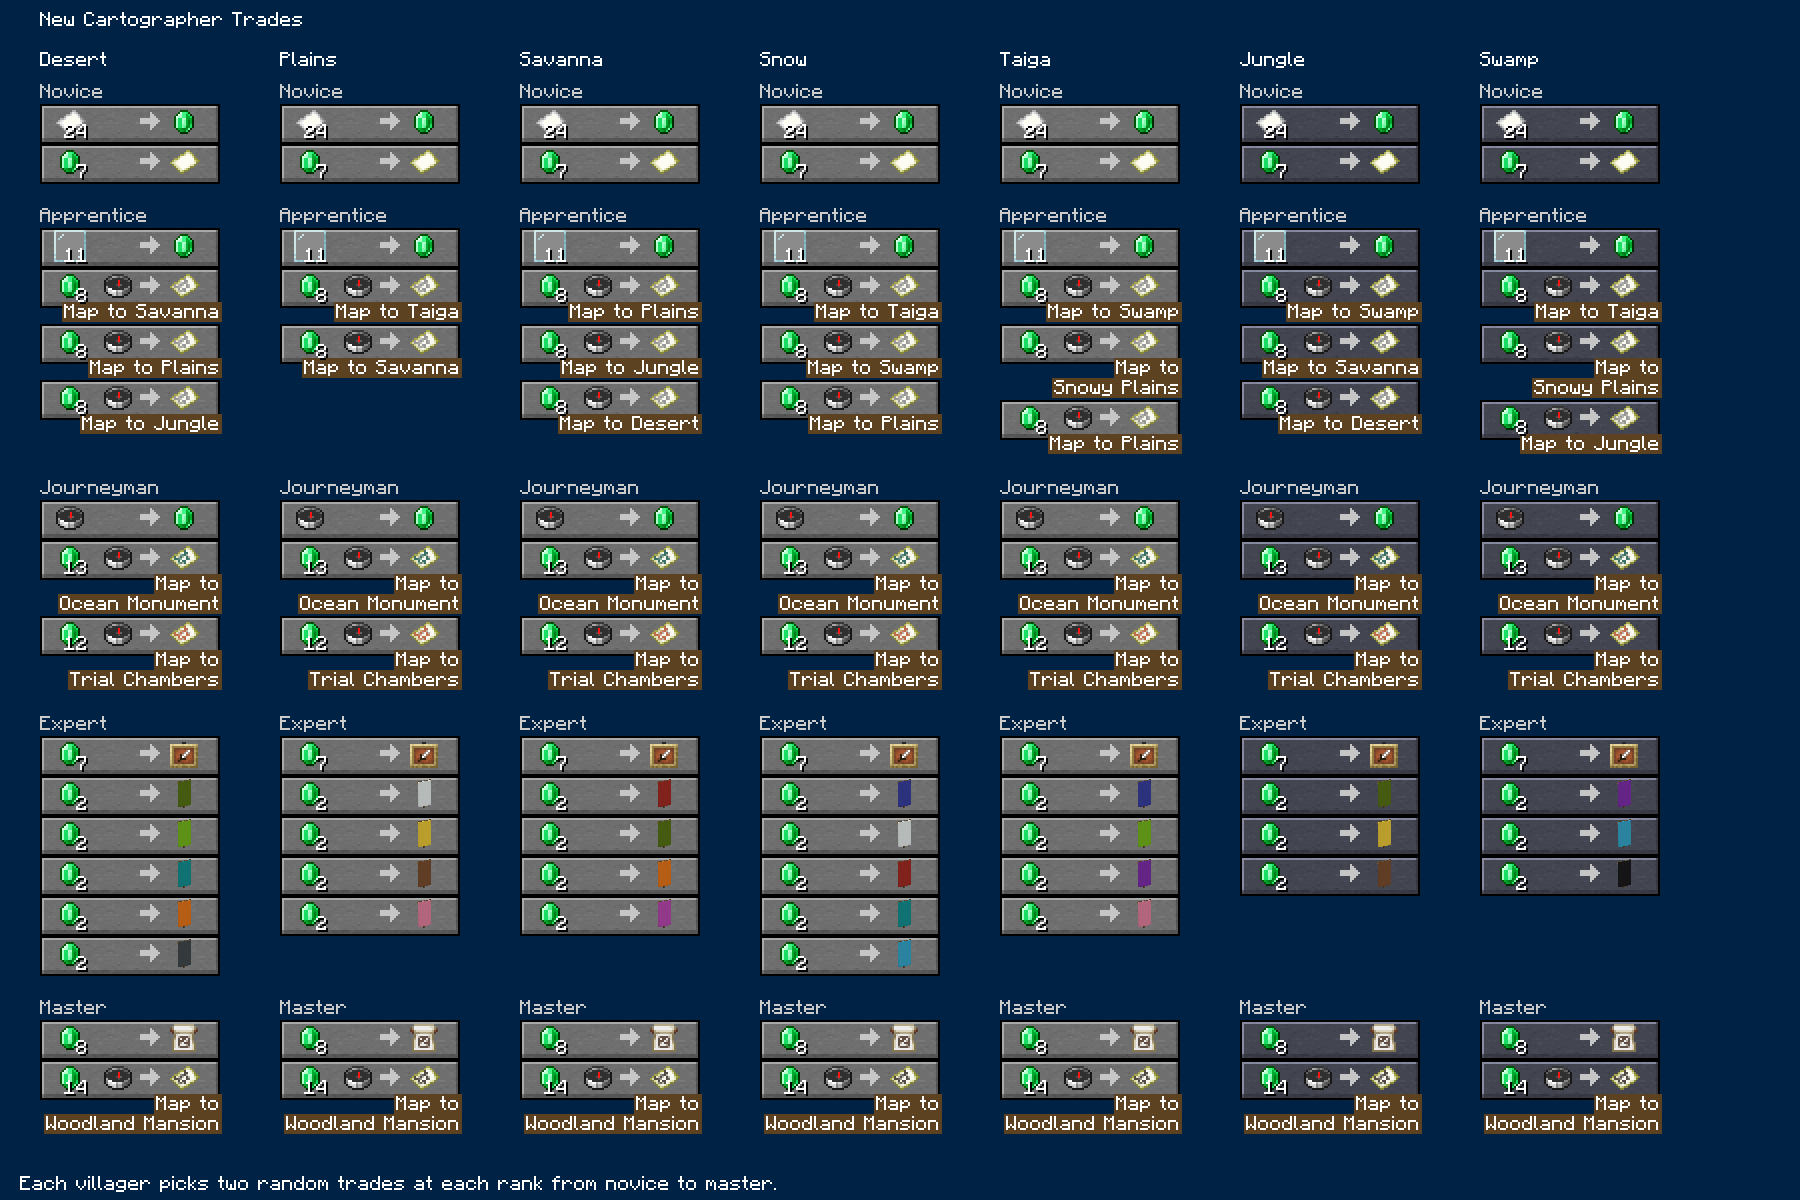 New Cartographer Trades
Desert Plains Savanna Snow Taiga Jungle Swamp
Novice Novice Novice Novice Novice Novice Novice
24 24 24 24 24 24 24
7 7 7 7 7 7 7
Apprentice Apprentice Apprentice Apprentice Apprentice Apprentice Apprentice
11 11 11 11 11 11 11
8 8 8 8 8 8 8
Map to Savanna Map to Taiga Map to Plains Map to Taiga Map to Swamp Map to Swamp Map to Taiga
8 8 8 8 8 8 8
Map to Plains Map to Savanna Map to Jungle Map to Swamp Map to Map to Savanna Map to
Snowy Plains Snowy Plains
8 8 8 8 8 8
Map to Jungle Map to Desert Map to Plains Map to Desert
Map to Plains Map to Jungle
Journeyman Journeyman Journeyman Journeyman Journeyman Journeyman Journeyman
13 13 13 13 13 13 13
Map to Map to Map to Map to Map to Map to Map to
Ocean Monument Ocean Monument Ocean Monument Ocean Monument Ocean Monument Ocean Monument Ocean Monument
12 12 12 12 12 12 12
Map to Map to Map to Map to Map to Map to Map to
Trial Chambers Trial Chambers Trial Chambers Trial Chambers Trial Chambers Trial Chambers Trial Chambers
Expert Expert Expert Expert Expert Expert Expert
7 7 7 7 7 7 7
2 2 2 2 2 2 2
2 2 2 2 2 2 2
2 2 2 2 2 2 2
2 2 2 2 2
2 2
Master Master Master Master Master Master Master
8 8 8 8 8 8 8
14 14 14 14 14 14 14
Map to Map to Map to Map to Map to Map to Map to
Woodland Mansion Woodland Mansion Woodland Mansion Woodland Mansion Woodland Mansion Woodland Mansion Woodland Mansion
Each villager picks two random trades at each rank from novice to master.